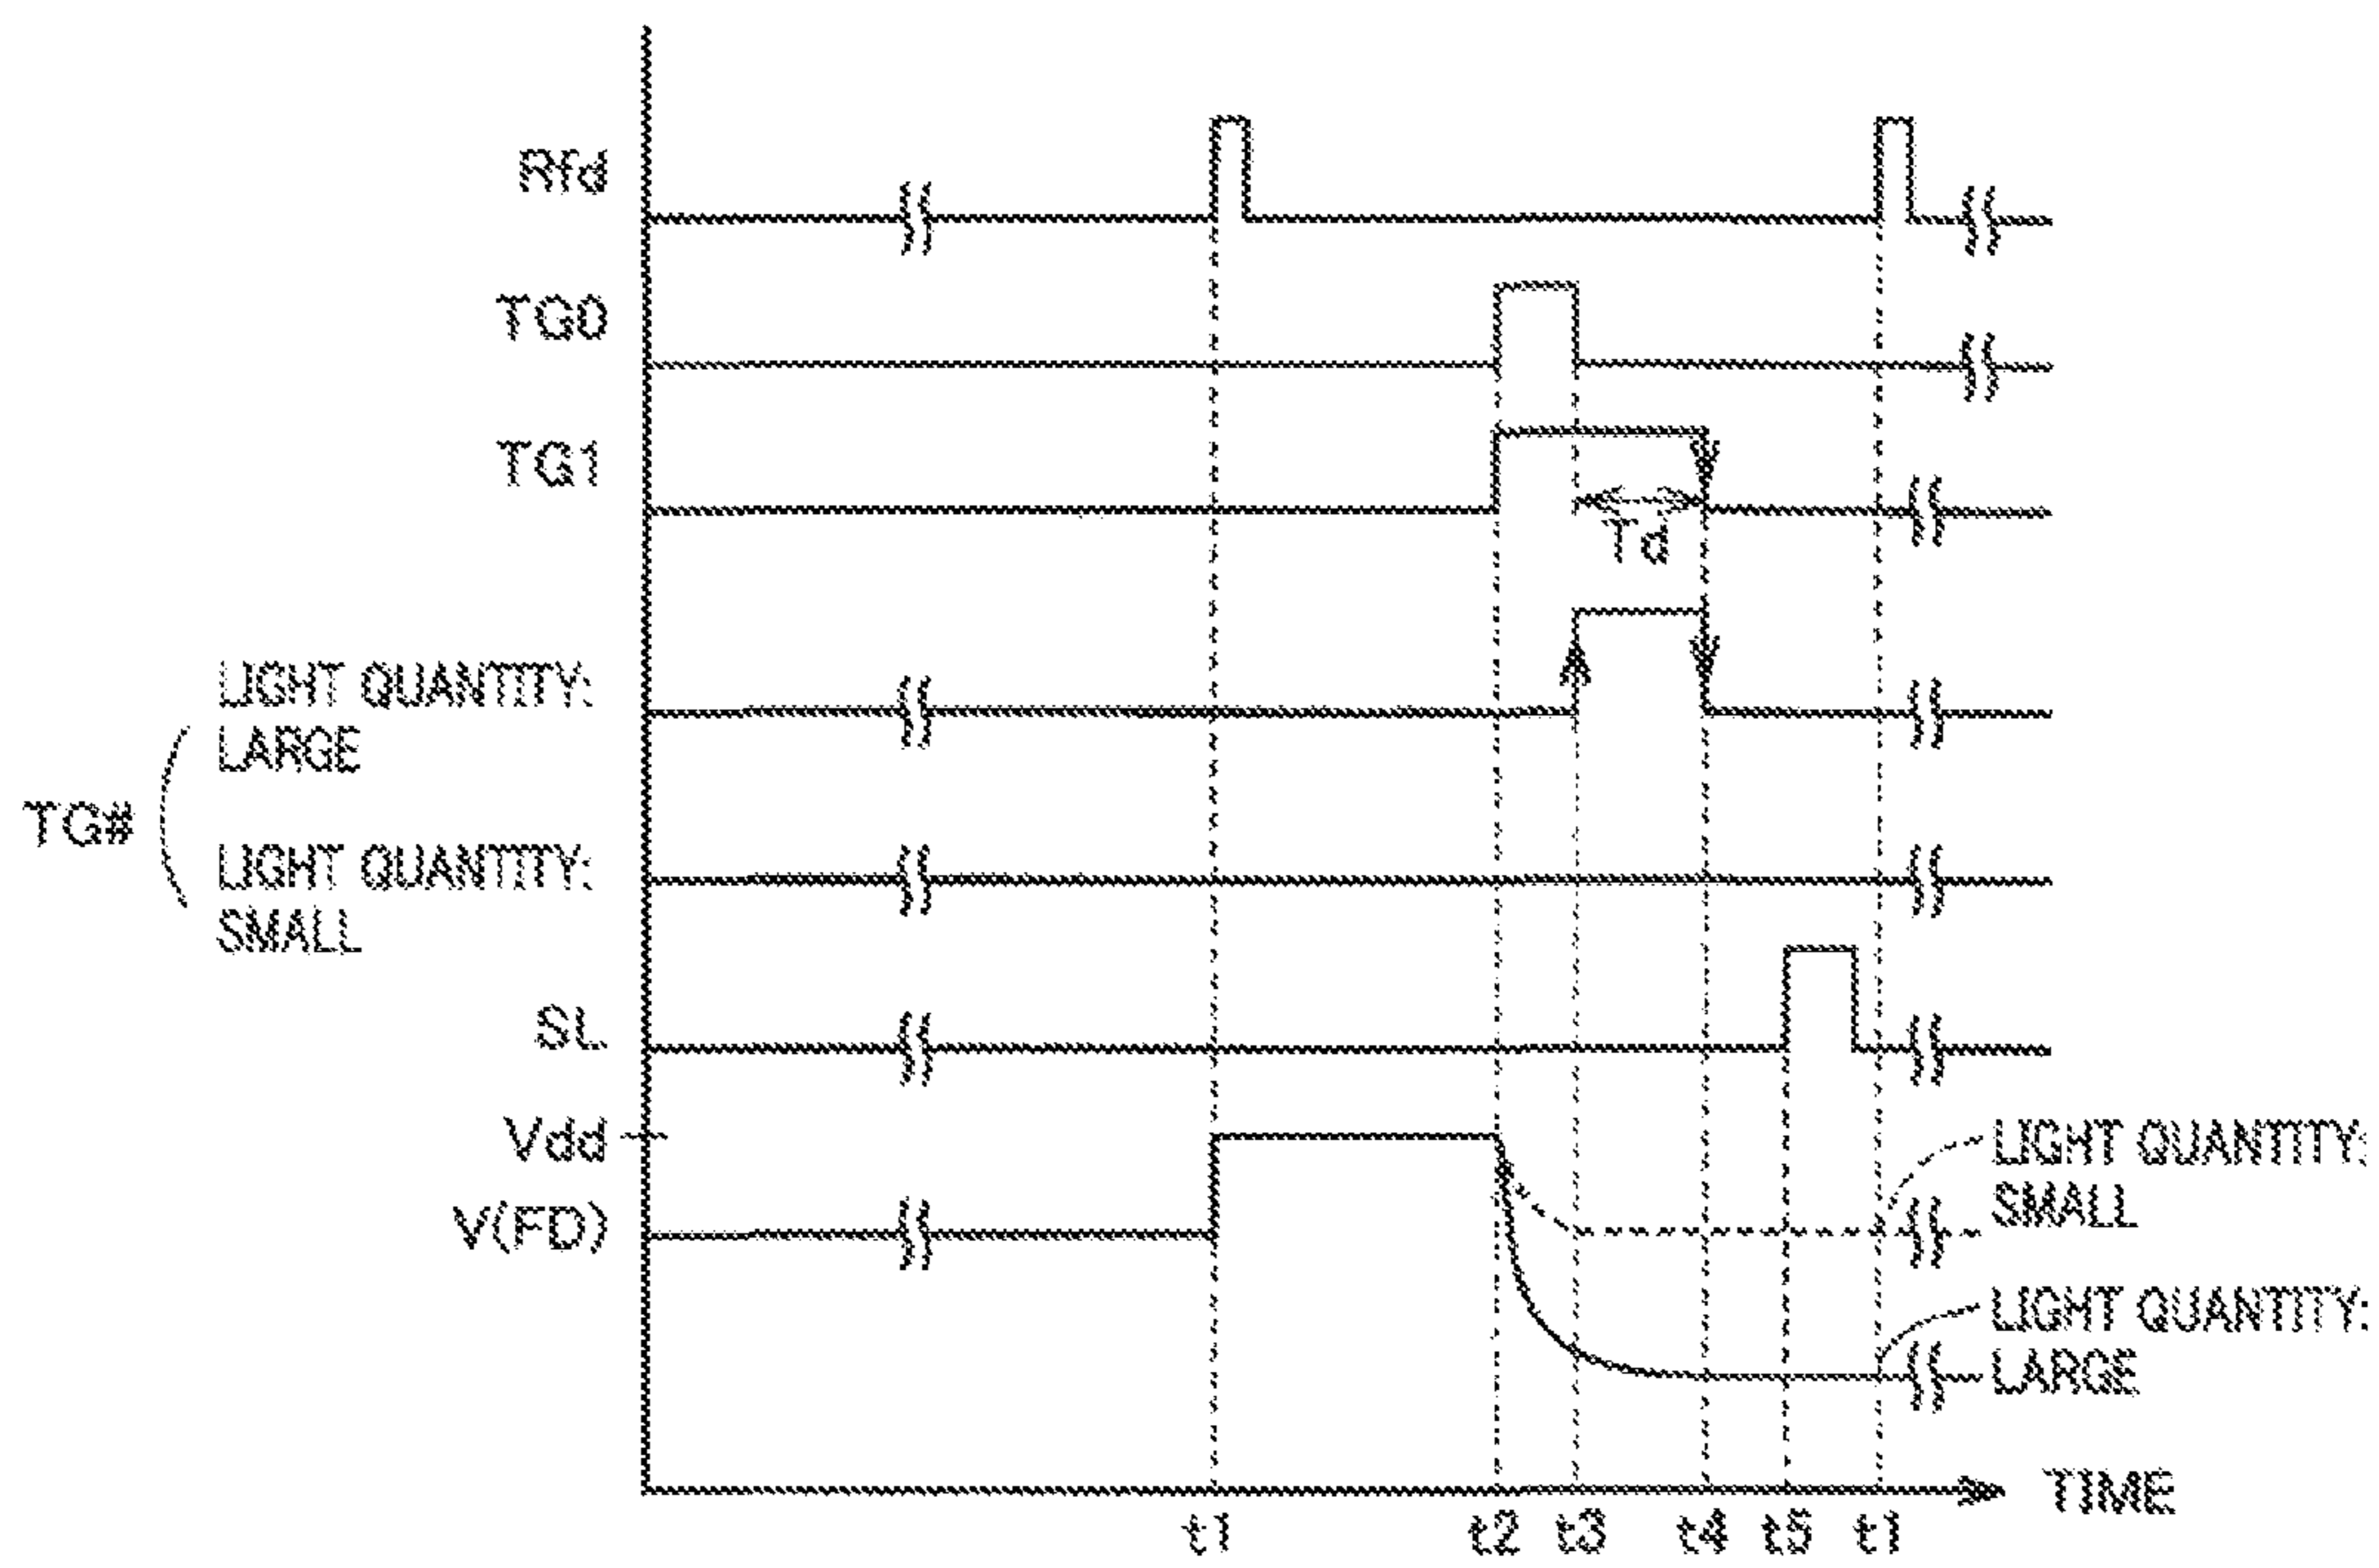 Rfd
TG0
TG1
Td
LIGHT QUANTITY:
LARGE
TG#
LIGHT QUANTITY:
SMALL
SL
Vdd
V(FD)
LIGHT QUANTITY:
SMALL
LIGHT QUANTITY:
LARGE
TIME
t1 t2 t3 t4 t5 t1